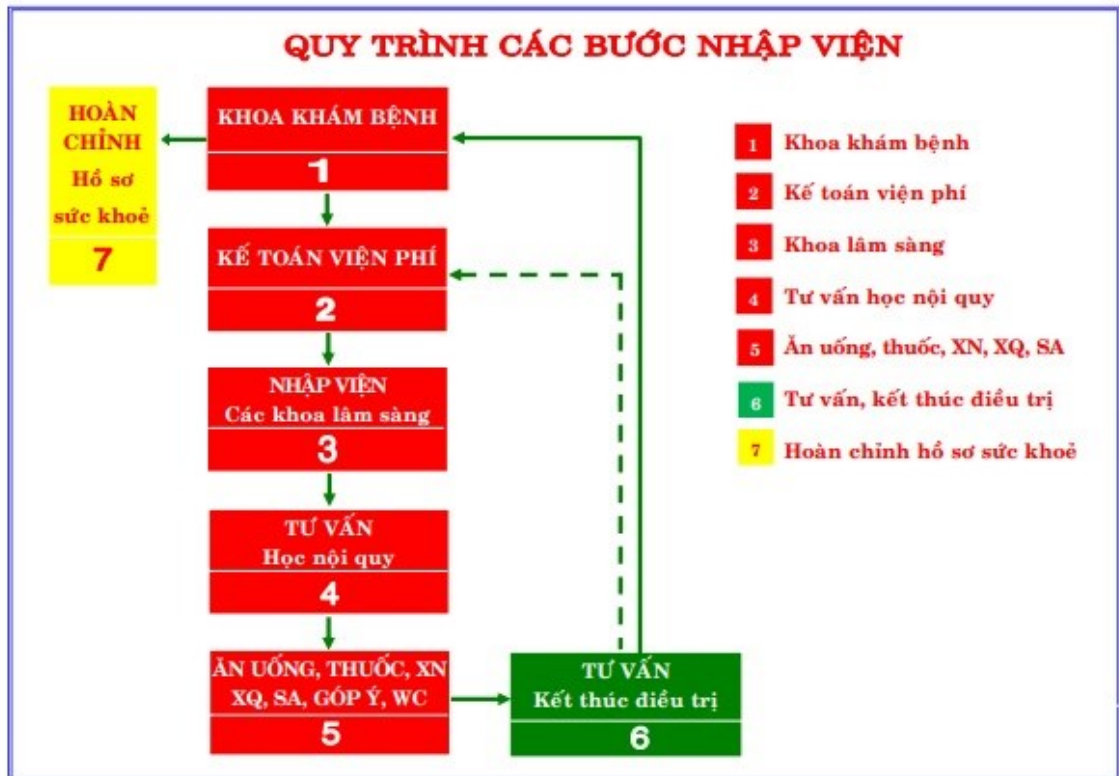 QUY TRÌNH CÁC BƯỚC NHẬP VIỆN
HOÀN
CHỈNH
Hồ sơ
sức khoẻ
7
KHOA KHÁM BỆNH
1
KẾ TOÁN VIỆN PHÍ
2
NHẬP VIỆN
Các khoa lâm sàng
3
TƯ VẤN
Học nội quy
4
ĂN UỐNG, THUỐC, XN
XQ, SA, GÓP Ý, WC
5
TƯ VẤN
Kết thúc điều trị
6
1 Khoa khám bệnh
2 Kế toán viện phí
3 Khoa lâm sàng
4 Tư vấn học nội quy
5 Ăn uống, thuốc, XN, XQ, SA
6 Tư vấn, kết thúc điều trị
7 Hoàn chỉnh hồ sơ sức khoẻ